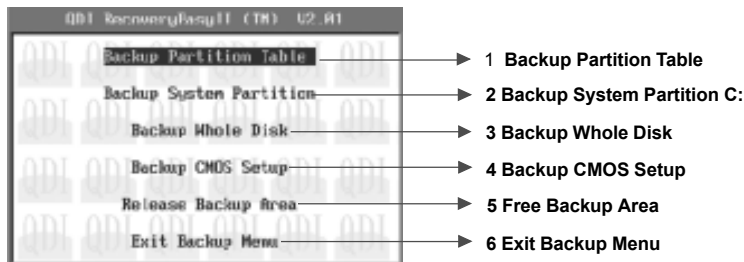 QDI RecoveryEasyII (TM) V2.01
Backup Partition Table 1 Backup Partition Table
Backup System Partition 2 Backup System Partition C:
Backup Whole Disk 3 Backup Whole Disk
Backup CMOS Setup 4 Backup CMOS Setup
Release Backup Area 5 Free Backup Area
Exit Backup Menu 6 Exit Backup Menu